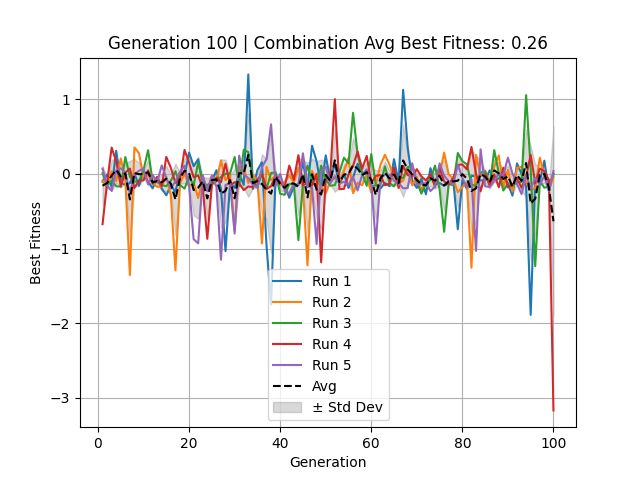 Generation 100 | Combination Avg Best Fitness: 0.26
Best Fitness
1
0
−1
−2
−3
Run 1
Run 2
Run 3
Run 4
Run 5
Avg
± Std Dev
0 20 40 60 80 100
Generation